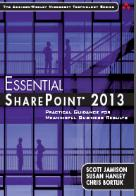 THE ADDISON-WESLEY MICROSOFT TECHNOLOGY SERIES
ESSENTIAL
SHAREPOINT® 2013
PRACTICAL GUIDANCE FOR
MEANINGFUL BUSINESS RESULTS
SCOTT JAMISON
SUSAN HANLEY
CHRIS BORTLIK